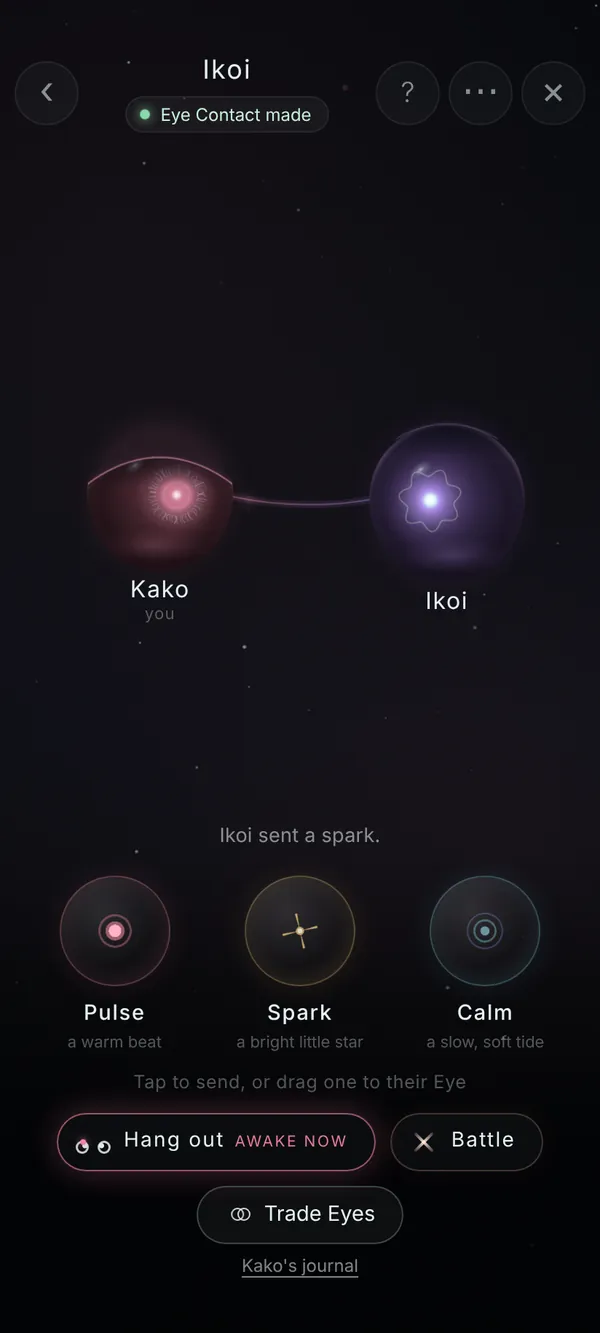 Ikoi
Eye Contact made
?
Kako
you
Ikoi
Ikoi sent a spark.
Pulse
a warm beat
Spark
a bright little star
Calm
a slow, soft tide
Tap to send, or drag one to their Eye
Hang out AWAKE NOW
Battle
Trade Eyes
Kako's journal